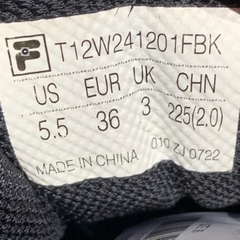 F T12W241201FBK
US EUR UK CHN
5.5 36 3 225(2.0)
MADE IN CHINA 010 ZJ 0722